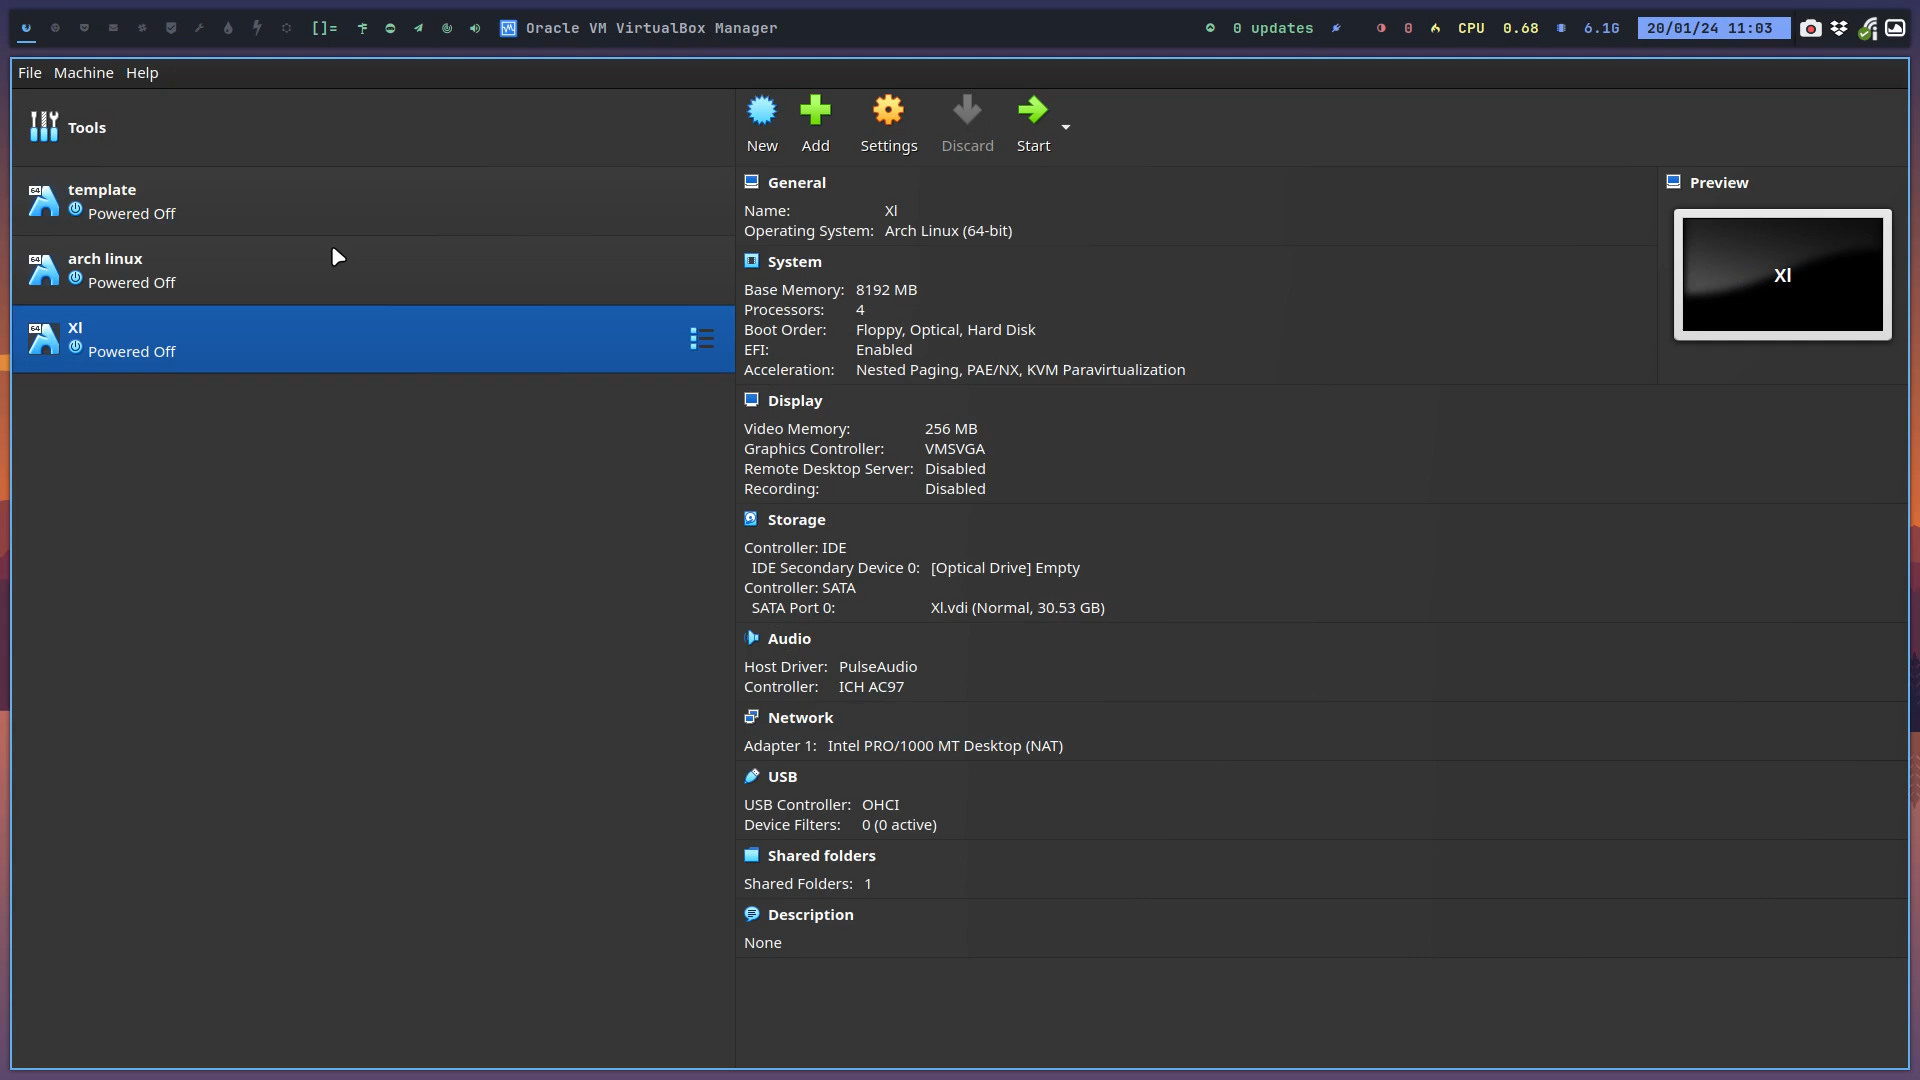 []= Oracle VM VirtualBox Manager 0 updates 0 CPU 0.68 6.1G 20/01/24 11:03
File Machine Help
Tools
64 template
Powered Off
64 arch linux
Powered Off
64 Xl
Powered Off
New Add Settings Discard Start
General
Name: Xl
Operating System: Arch Linux (64-bit)
System
Base Memory: 8192 MB
Processors: 4
Boot Order: Floppy, Optical, Hard Disk
EFI: Enabled
Acceleration: Nested Paging, PAE/NX, KVM Paravirtualization
Display
Video Memory: 256 MB
Graphics Controller: VMSVGA
Remote Desktop Server: Disabled
Recording: Disabled
Storage
Controller: IDE
IDE Secondary Device 0: [Optical Drive] Empty
Controller: SATA
SATA Port 0: Xl.vdi (Normal, 30.53 GB)
Audio
Host Driver: PulseAudio
Controller: ICH AC97
Network
Adapter 1: Intel PRO/1000 MT Desktop (NAT)
USB
USB Controller: OHCI
Device Filters: 0 (0 active)
Shared folders
Shared Folders: 1
Description
None
Preview
Xl